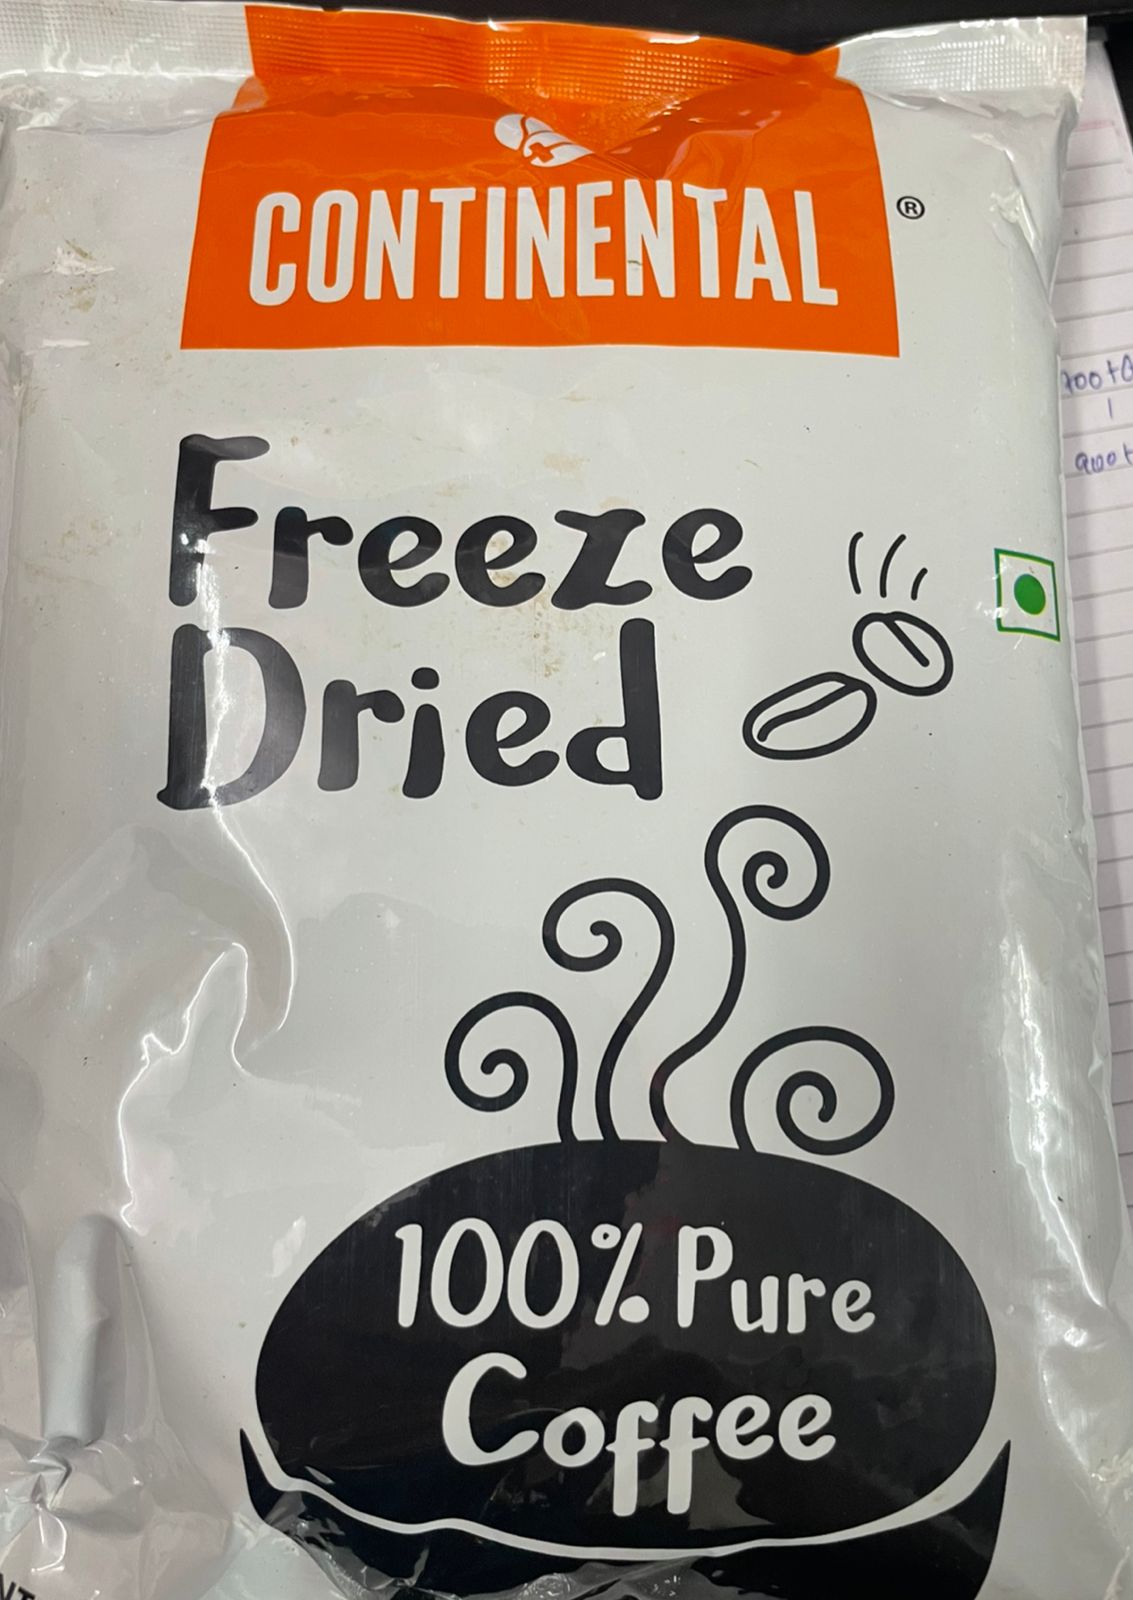 CONTINENTAL ®
Freeze
Dried
100% Pure
Coffee